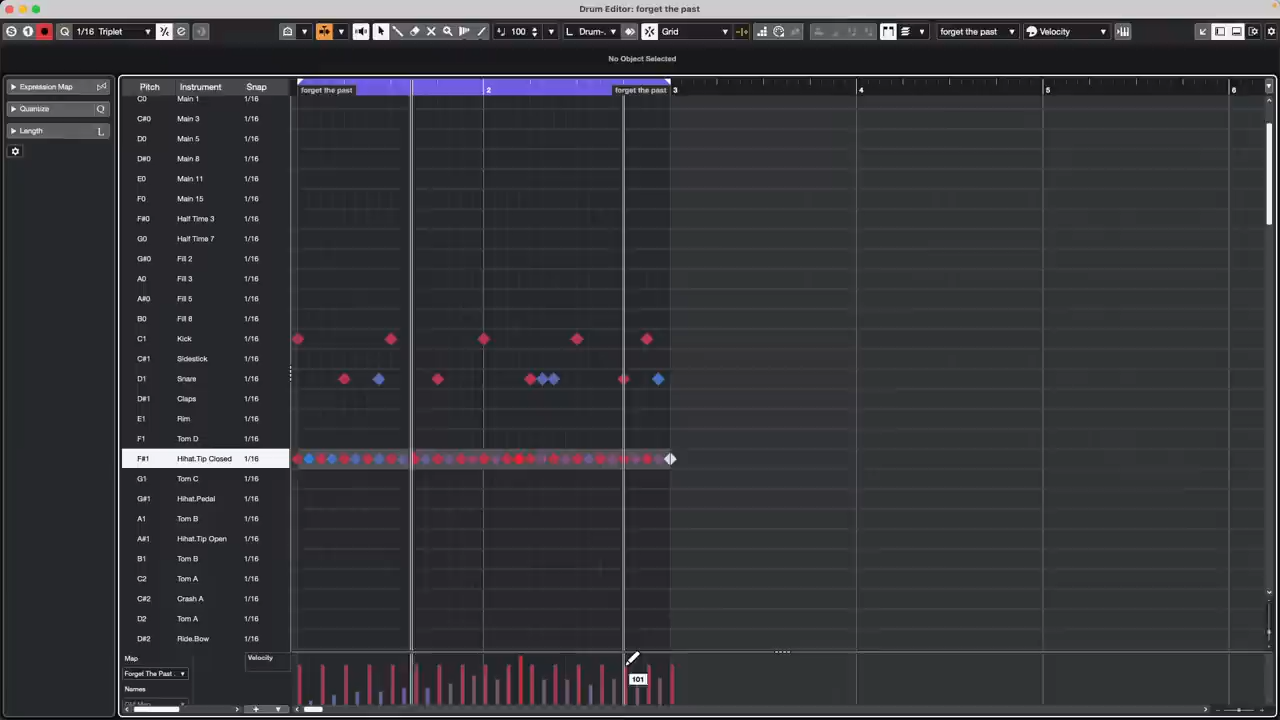 Drum Editor: forget the past
1/16 Triplet
100
Drum-.
Grid
forget the past
Velocity
No Object Selected
Expression Map
Quantize
Q
Length
L
Pitch Instrument Snap
forget the past 2 forget the past 3 4 5 6
C0 Main 1 1/16
C#0 Main 3 1/16
D0 Main 5 1/16
D#0 Main 8 1/16
E0 Main 11 1/16
F0 Main 15 1/16
F#0 Half Time 3 1/16
G0 Half Time 7 1/16
G#0 Fill 2 1/16
A0 Fill 3 1/16
A#0 Fill 5 1/16
B0 Fill 8 1/16
C1 Kick 1/16
C#1 Sidestick 1/16
D1 Snare 1/16
D#1 Claps 1/16
E1 Rim 1/16
F1 Tom D 1/16
F#1 Hihat.Tip Closed 1/16
G1 Tom C 1/16
G#1 Hihat.Pedal 1/16
A1 Tom B 1/16
A#1 Hihat.Tip Open 1/16
B1 Tom B 1/16
C2 Tom A 1/16
C#2 Crash A 1/16
D2 Tom A 1/16
D#2 Ride.Bow 1/16
Map
Velocity
Forget The Past
101
Names